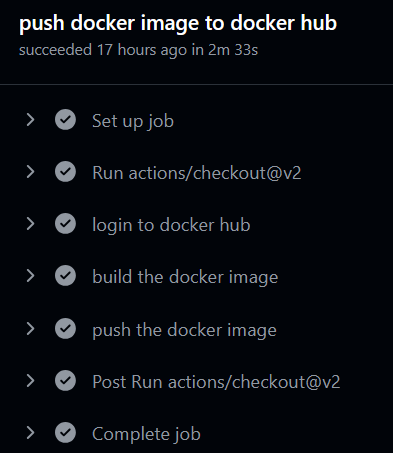 push docker image to docker hub
succeeded 17 hours ago in 2m 33s
Set up job
Run actions/checkout@v2
login to docker hub
build the docker image
push the docker image
Post Run actions/checkout@v2
Complete job